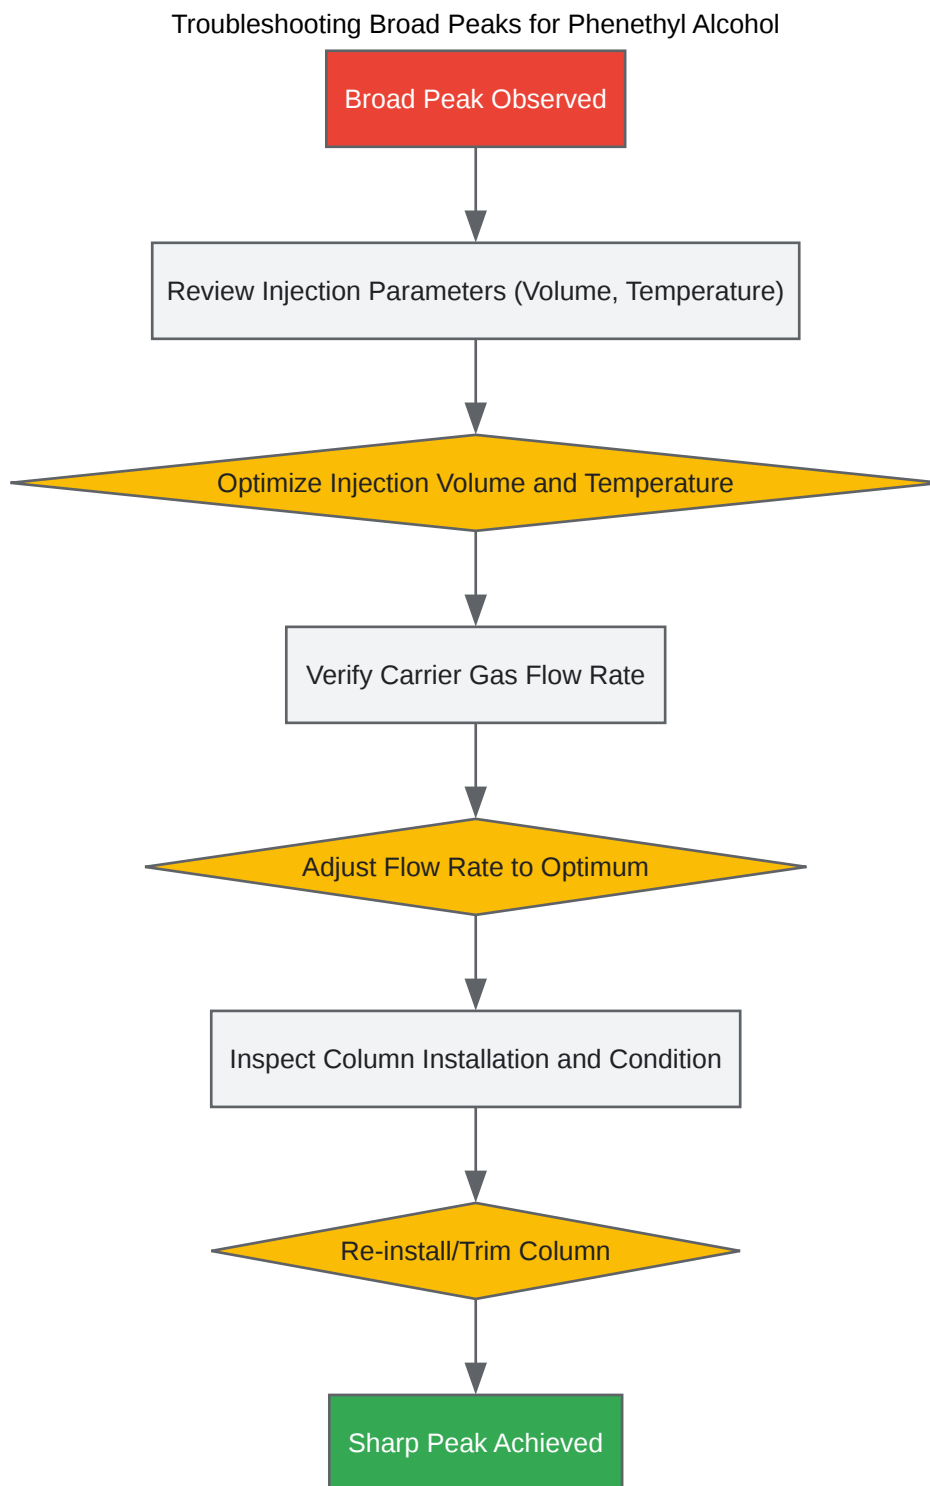 Troubleshooting Broad Peaks for Phenethyl Alcohol
Broad Peak Observed
Review Injection Parameters (Volume, Temperature)
Optimize Injection Volume and Temperature
Verify Carrier Gas Flow Rate
Adjust Flow Rate to Optimum
Inspect Column Installation and Condition
Re-install/Trim Column
Sharp Peak Achieved